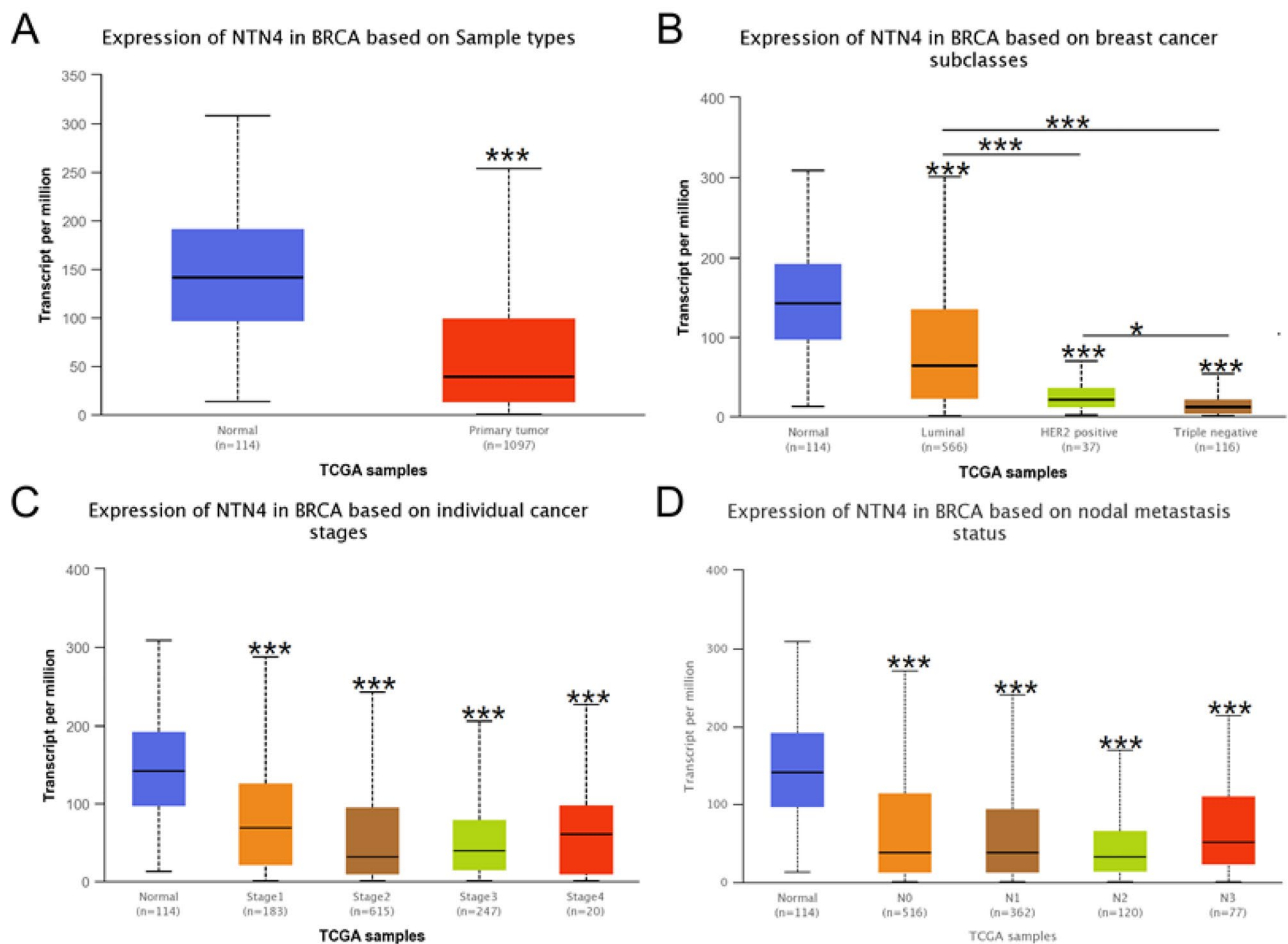 A
Expression of NTN4 in BRCA based on Sample types
Transcript per million
350
300
250
200
150
100
50
0
***
Normal
(n=114)
Primary tumor
(n=1097)
TCGA samples
B
Expression of NTN4 in BRCA based on breast cancer
subclasses
Transcript per million
400
300
200
100
0
***
***
***
*
***
***
Normal
(n=114)
Luminal
(n=566)
HER2 positive
(n=37)
Triple negative
(n=116)
TCGA samples
C
Expression of NTN4 in BRCA based on individual cancer
stages
Transcript per million
400
300
200
100
0
***
***
***
***
Normal
(n=114)
Stage1
(n=183)
Stage2
(n=615)
Stage3
(n=247)
Stage4
(n=20)
TCGA samples
D
Expression of NTN4 in BRCA based on nodal metastasis
status
Transcript per million
400
300
200
100
0
***
***
***
***
Normal
(n=114)
N0
(n=516)
N1
(n=362)
N2
(n=120)
N3
(n=77)
TCGA samples